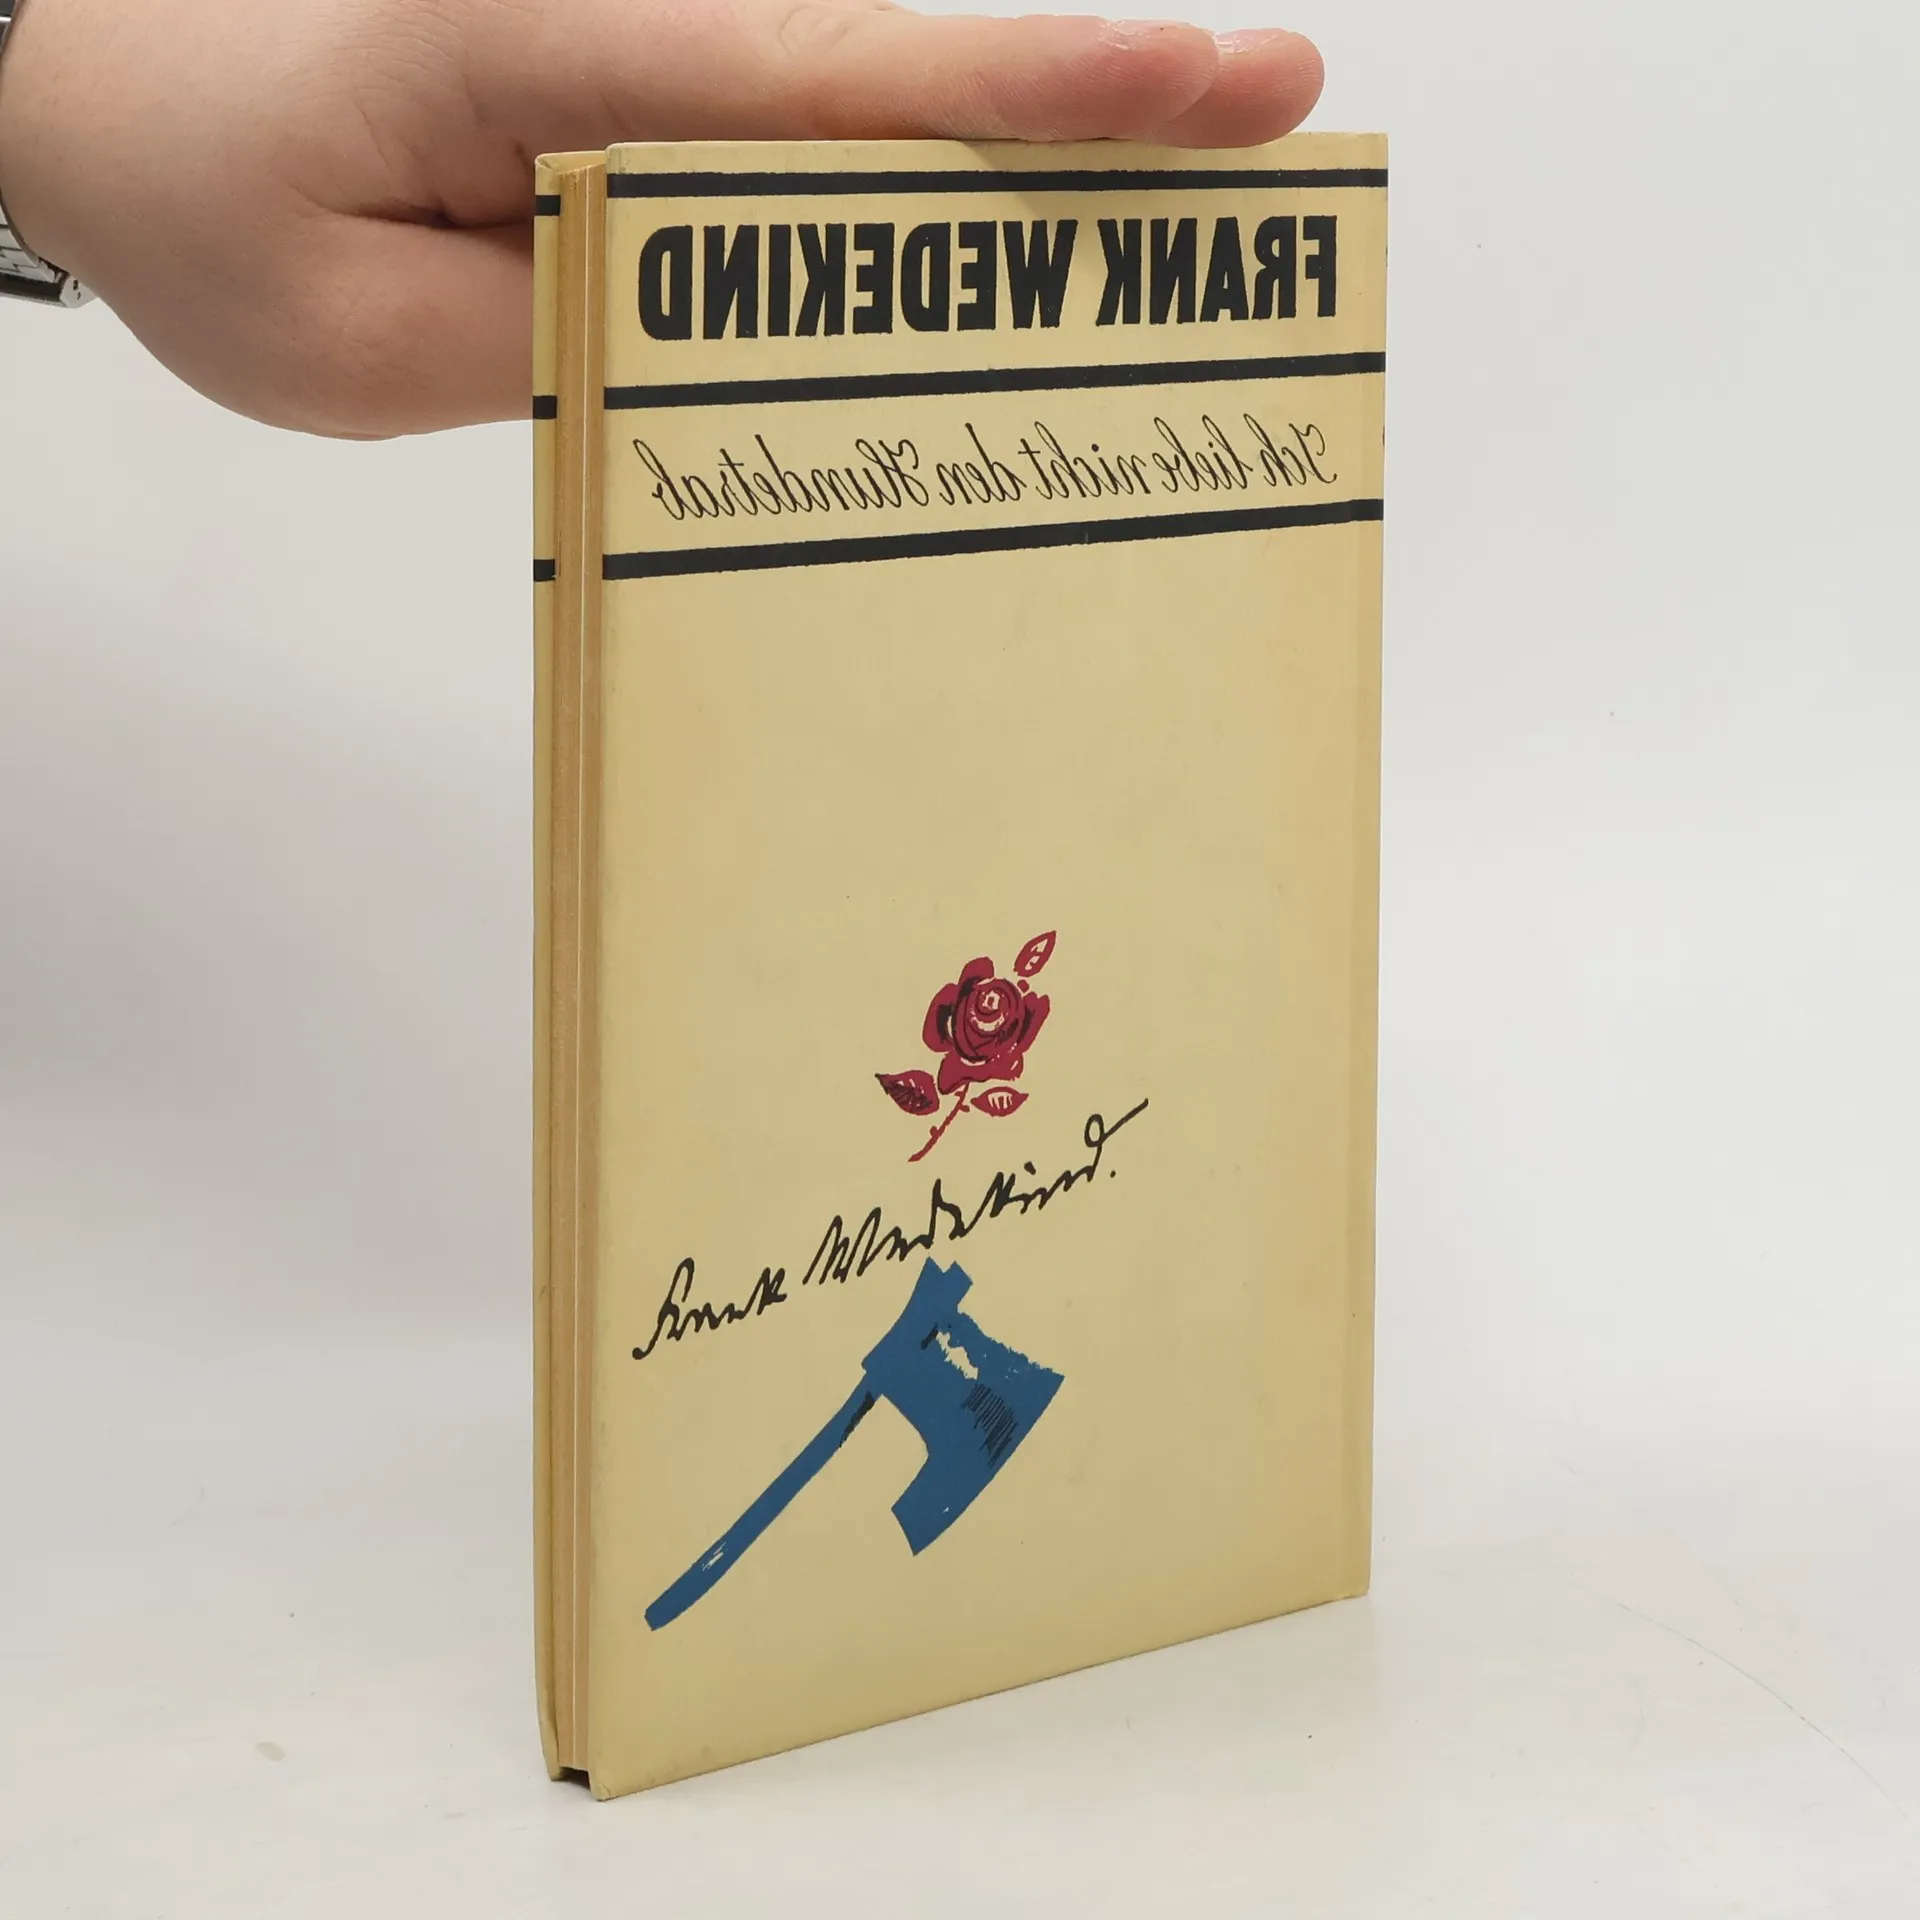 FRANK WEDEKIND
Ich liebe nicht den Hundetrab
Frank Wedekind.